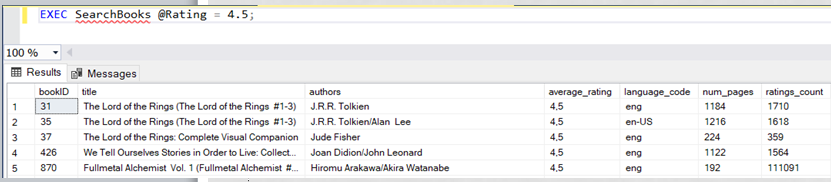 EXEC SearchBooks @Rating = 4.5;
100 %
Results Messages
bookID title authors average_rating language_code num_pages ratings_count
1 31 The Lord of the Rings (The Lord of the Rings #1-3) J.R.R. Tolkien 4,5 eng 1184 1710
2 35 The Lord of the Rings (The Lord of the Rings #1-3) J.R.R. Tolkien/Alan Lee 4,5 en-US 1216 1618
3 37 The Lord of the Rings: Complete Visual Companion Jude Fisher 4,5 eng 224 359
4 426 We Tell Ourselves Stories in Order to Live: Collect... Joan Didion/John Leonard 4,5 eng 1122 1564
5 870 Fullmetal Alchemist Vol. 1 (Fullmetal Alchemist #... Hiromu Arakawa/Akira Watanabe 4,5 eng 192 111091